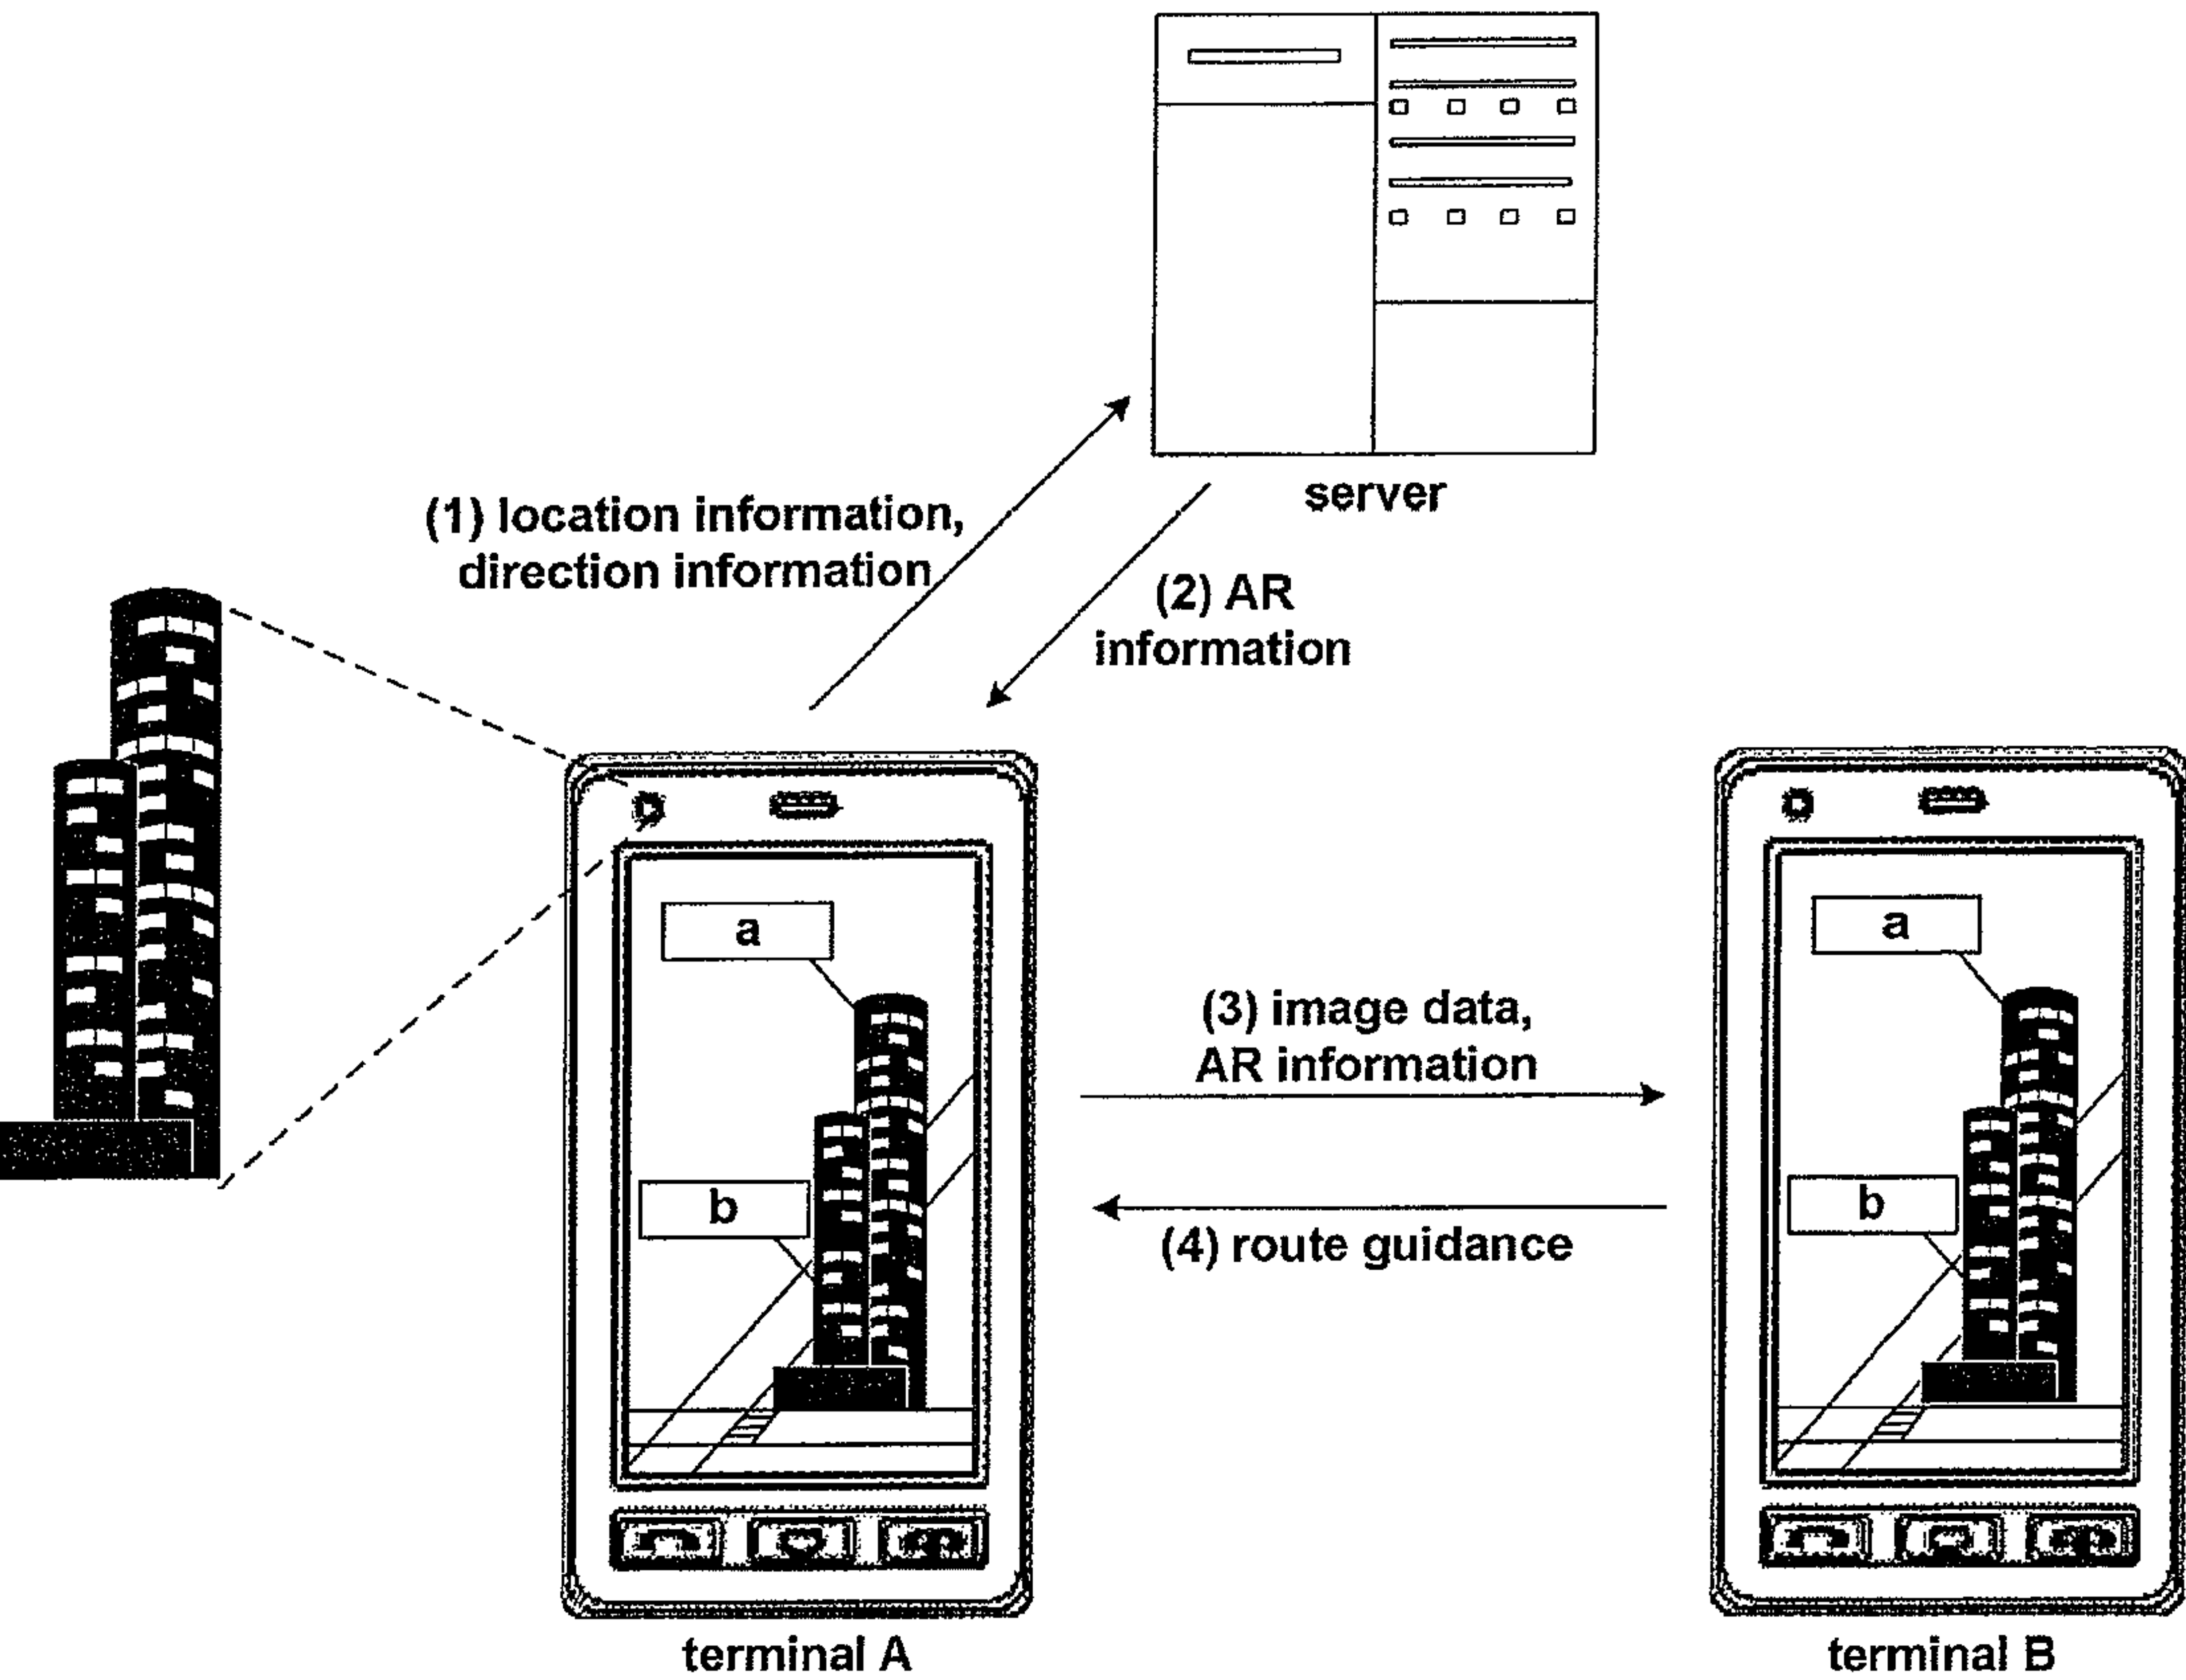 server
(1) location information,
direction information
(2) AR
information
a
b
(3) image data,
AR information
(4) route guidance
a
b
terminal A
terminal B